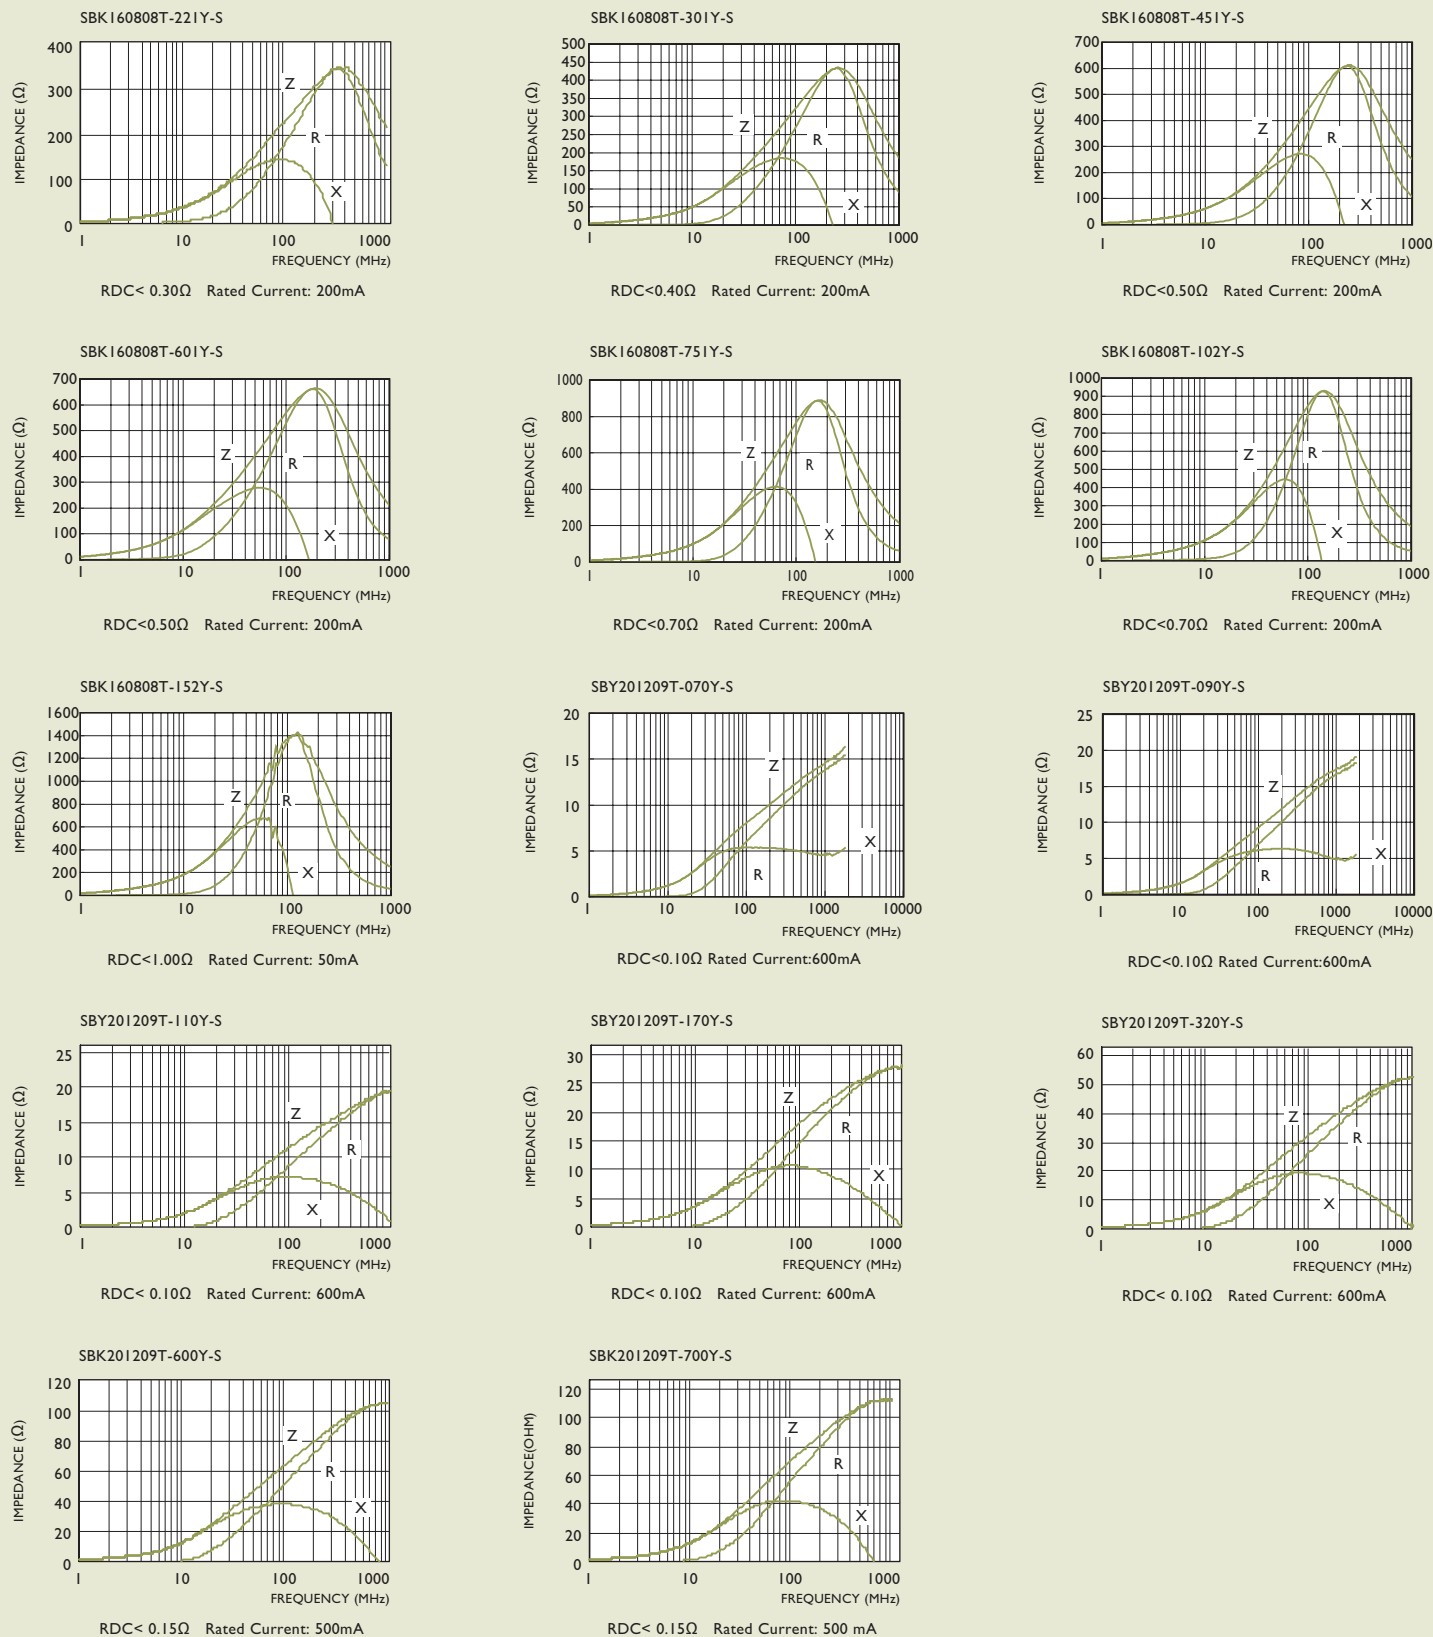 SBK160808T-221Y-S
IMPEDANCE (Ω)
400
300
200
100
0
Z
R
X
1 10 100 1000
FREQUENCY (MHz)
RDC< 0.30Ω Rated Current: 200mA
SBK160808T-301Y-S
IMPEDANCE (Ω)
500
450
400
350
300
250
200
150
100
50
0
Z
R
X
1 10 100 1000
FREQUENCY (MHz)
RDC<0.40Ω Rated Current: 200mA
SBK160808T-451Y-S
IMPEDANCE (Ω)
700
600
500
400
300
200
100
0
Z
R
X
1 10 100 1000
FREQUENCY (MHz)
RDC<0.50Ω Rated Current: 200mA
SBK160808T-601Y-S
IMPEDANCE (Ω)
700
600
500
400
300
200
100
0
Z
R
X
1 10 100 1000
FREQUENCY (MHz)
RDC<0.50Ω Rated Current: 200mA
SBK160808T-751Y-S
IMPEDANCE (Ω)
1000
800
600
400
200
0
Z
R
X
1 10 100 1000
FREQUENCY (MHz)
RDC<0.70Ω Rated Current: 200mA
SBK160808T-102Y-S
IMPEDANCE (Ω)
1000
900
800
700
600
500
400
300
200
100
0
Z
R
X
1 10 100 1000
FREQUENCY (MHz)
RDC<0.70Ω Rated Current: 200mA
SBK160808T-152Y-S
IMPEDANCE (Ω)
1600
1400
1200
1000
800
600
400
200
0
Z
R
X
1 10 100 1000
FREQUENCY (MHz)
RDC<1.00Ω Rated Current: 50mA
SBY201209T-070Y-S
IMPEDANCE (Ω)
20
15
10
5
0
Z
X
R
1 10 100 1000 10000
FREQUENCY (MHz)
RDC<0.10Ω Rated Current:600mA
SBY201209T-090Y-S
IMPEDANCE (Ω)
25
20
15
10
5
0
Z
X
R
1 10 100 1000 10000
FREQUENCY (MHz)
RDC<0.10Ω Rated Current:600mA
SBY201209T-110Y-S
IMPEDANCE (Ω)
25
20
15
10
5
0
Z
R
X
1 10 100 1000
FREQUENCY (MHz)
RDC< 0.10Ω Rated Current: 600mA
SBY201209T-170Y-S
IMPEDANCE (Ω)
30
25
20
15
10
5
0
Z
R
X
1 10 100 1000
FREQUENCY (MHz)
RDC< 0.10Ω Rated Current: 600mA
SBY201209T-320Y-S
IMPEDANCE (Ω)
60
50
40
30
20
10
0
Z
R
X
1 10 100 1000
FREQUENCY (MHz)
RDC< 0.10Ω Rated Current: 600mA
SBK201209T-600Y-S
IMPEDANCE (Ω)
120
100
80
60
40
20
0
Z
R
X
1 10 100 1000
FREQUENCY (MHz)
RDC< 0.15Ω Rated Current: 500mA
SBK201209T-700Y-S
IMPEDANCE(OHM)
120
100
80
60
40
20
0
Z
R
X
1 10 100 1000
FREQUENCY (MHz)
RDC< 0.15Ω Rated Current: 500 mA